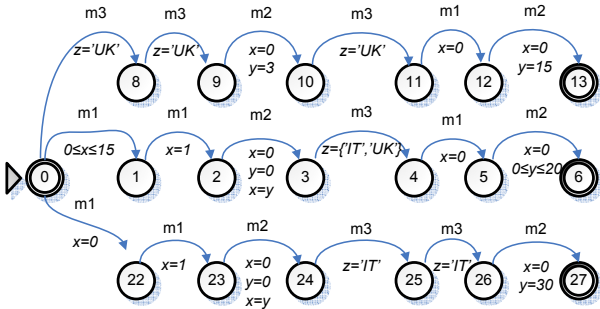 m3 m3 m2 m3 m1 m2
z='UK' z='UK' x=0 y=3 z='UK' x=0 x=0 y=15
8 9 10 11 12 13
m1 m1 m2 m3 m1 m2
0≤x≤15 x=1 x=0 y=0 x=y z={'IT','UK'} x=0 x=0 0≤y≤20
0 1 2 3 4 5 6
m1 m1 m2 m3 m3 m2
x=0 x=1 x=0 y=0 x=y z='IT' z='IT' x=0 y=30
22 23 24 25 26 27